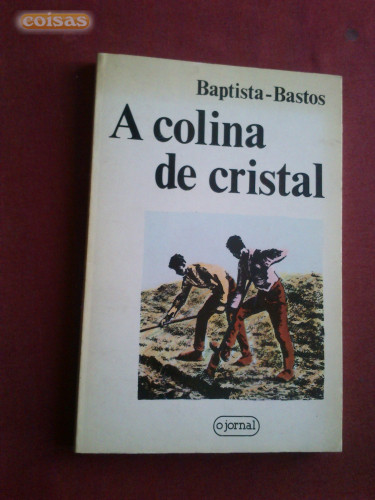 coisas
Baptista-Bastos
A colina
de cristal
o jornal